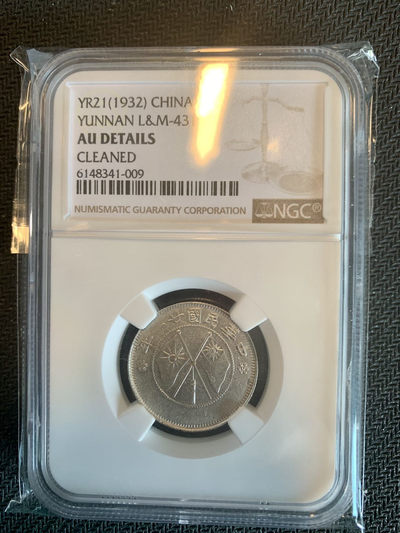 YR21(1932) CHINA
YUNNAN L&M-43
AU DETAILS
CLEANED
6148341-009
NUMISMATIC GUARANTY CORPORATION
NGC®